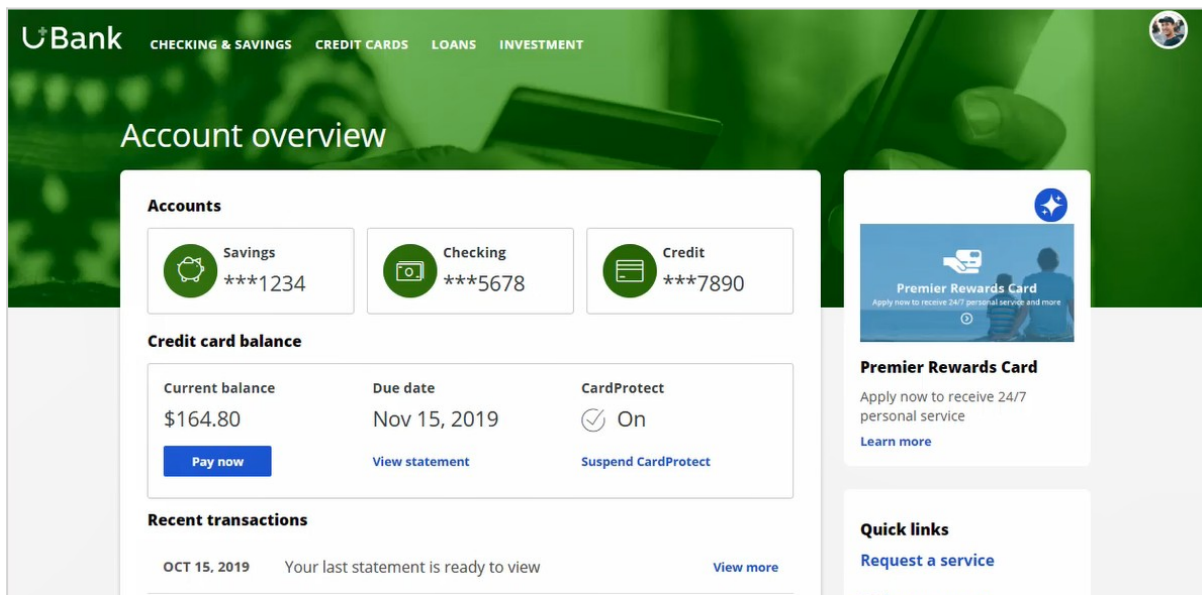 UBank
CHECKING & SAVINGS CREDIT CARDS LOANS INVESTMENT
Account overview
Accounts
Savings
***1234
Checking
***5678
Credit
***7890
Credit card balance
Current balance
$164.80
Pay now
Due date
Nov 15, 2019
View statement
CardProtect
On
Suspend CardProtect
Recent transactions
OCT 15, 2019 Your last statement is ready to view View more
Premier Rewards Card
Apply now to receive 24/7 personal service and more
Premier Rewards Card
Apply now to receive 24/7
personal service
Learn more
Quick links
Request a service